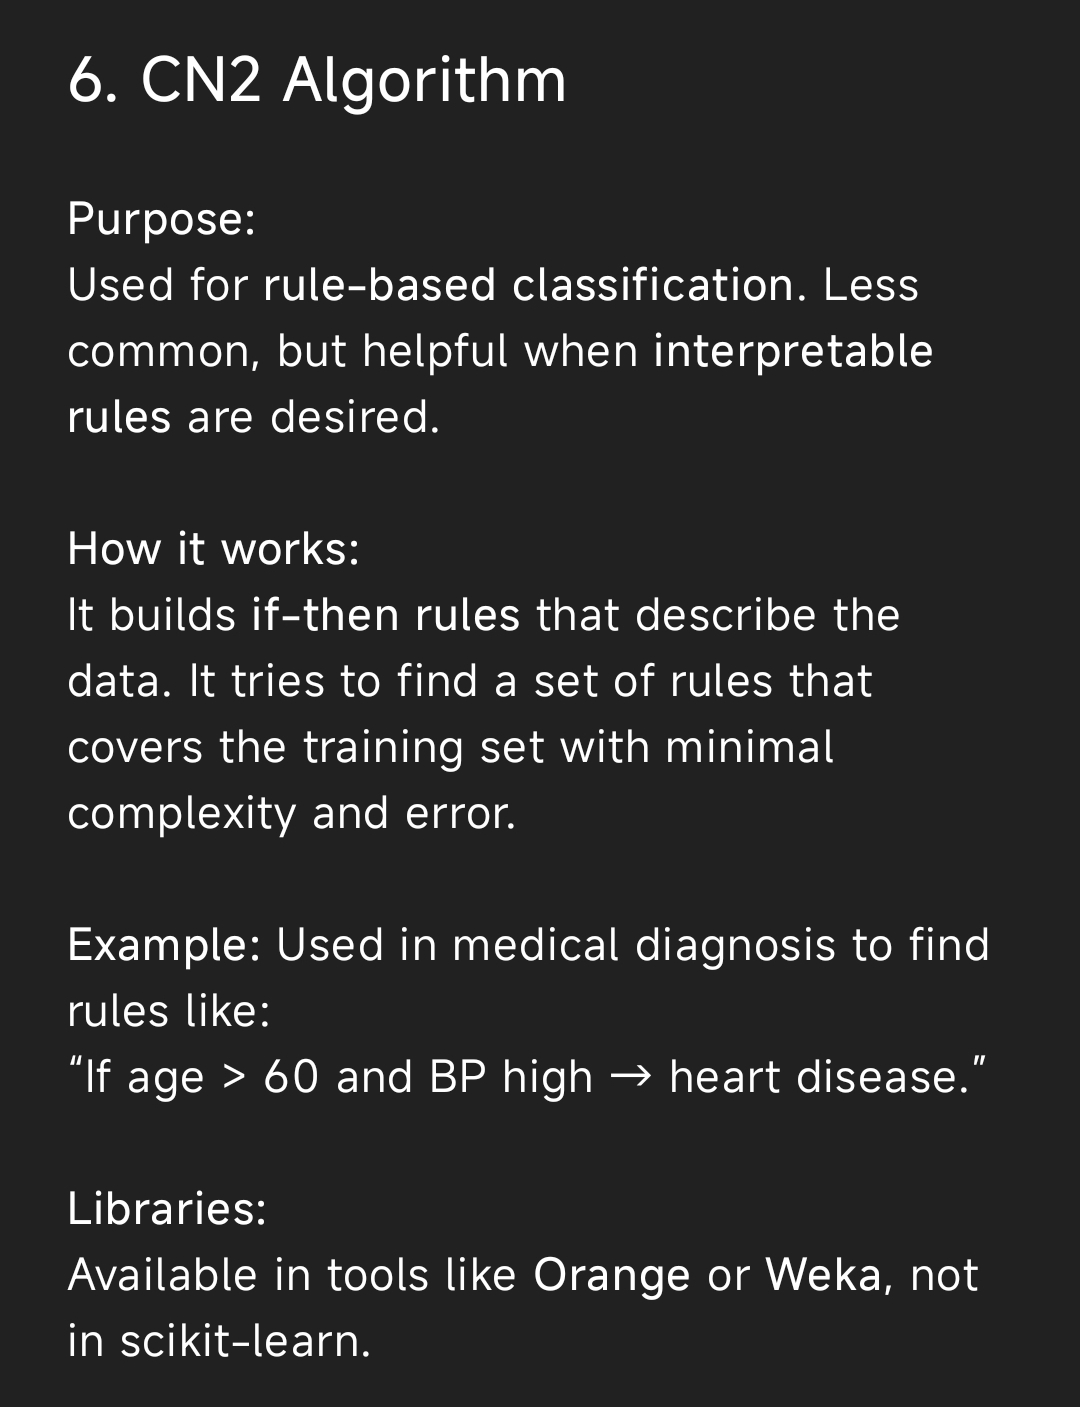 6. CN2 Algorithm
Purpose:
Used for rule-based classification. Less
common, but helpful when interpretable
rules are desired.
How it works:
It builds if-then rules that describe the
data. It tries to find a set of rules that
covers the training set with minimal
complexity and error.
Example: Used in medical diagnosis to find
rules like:
“If age > 60 and BP high → heart disease.”
Libraries:
Available in tools like Orange or Weka, not
in scikit-learn.